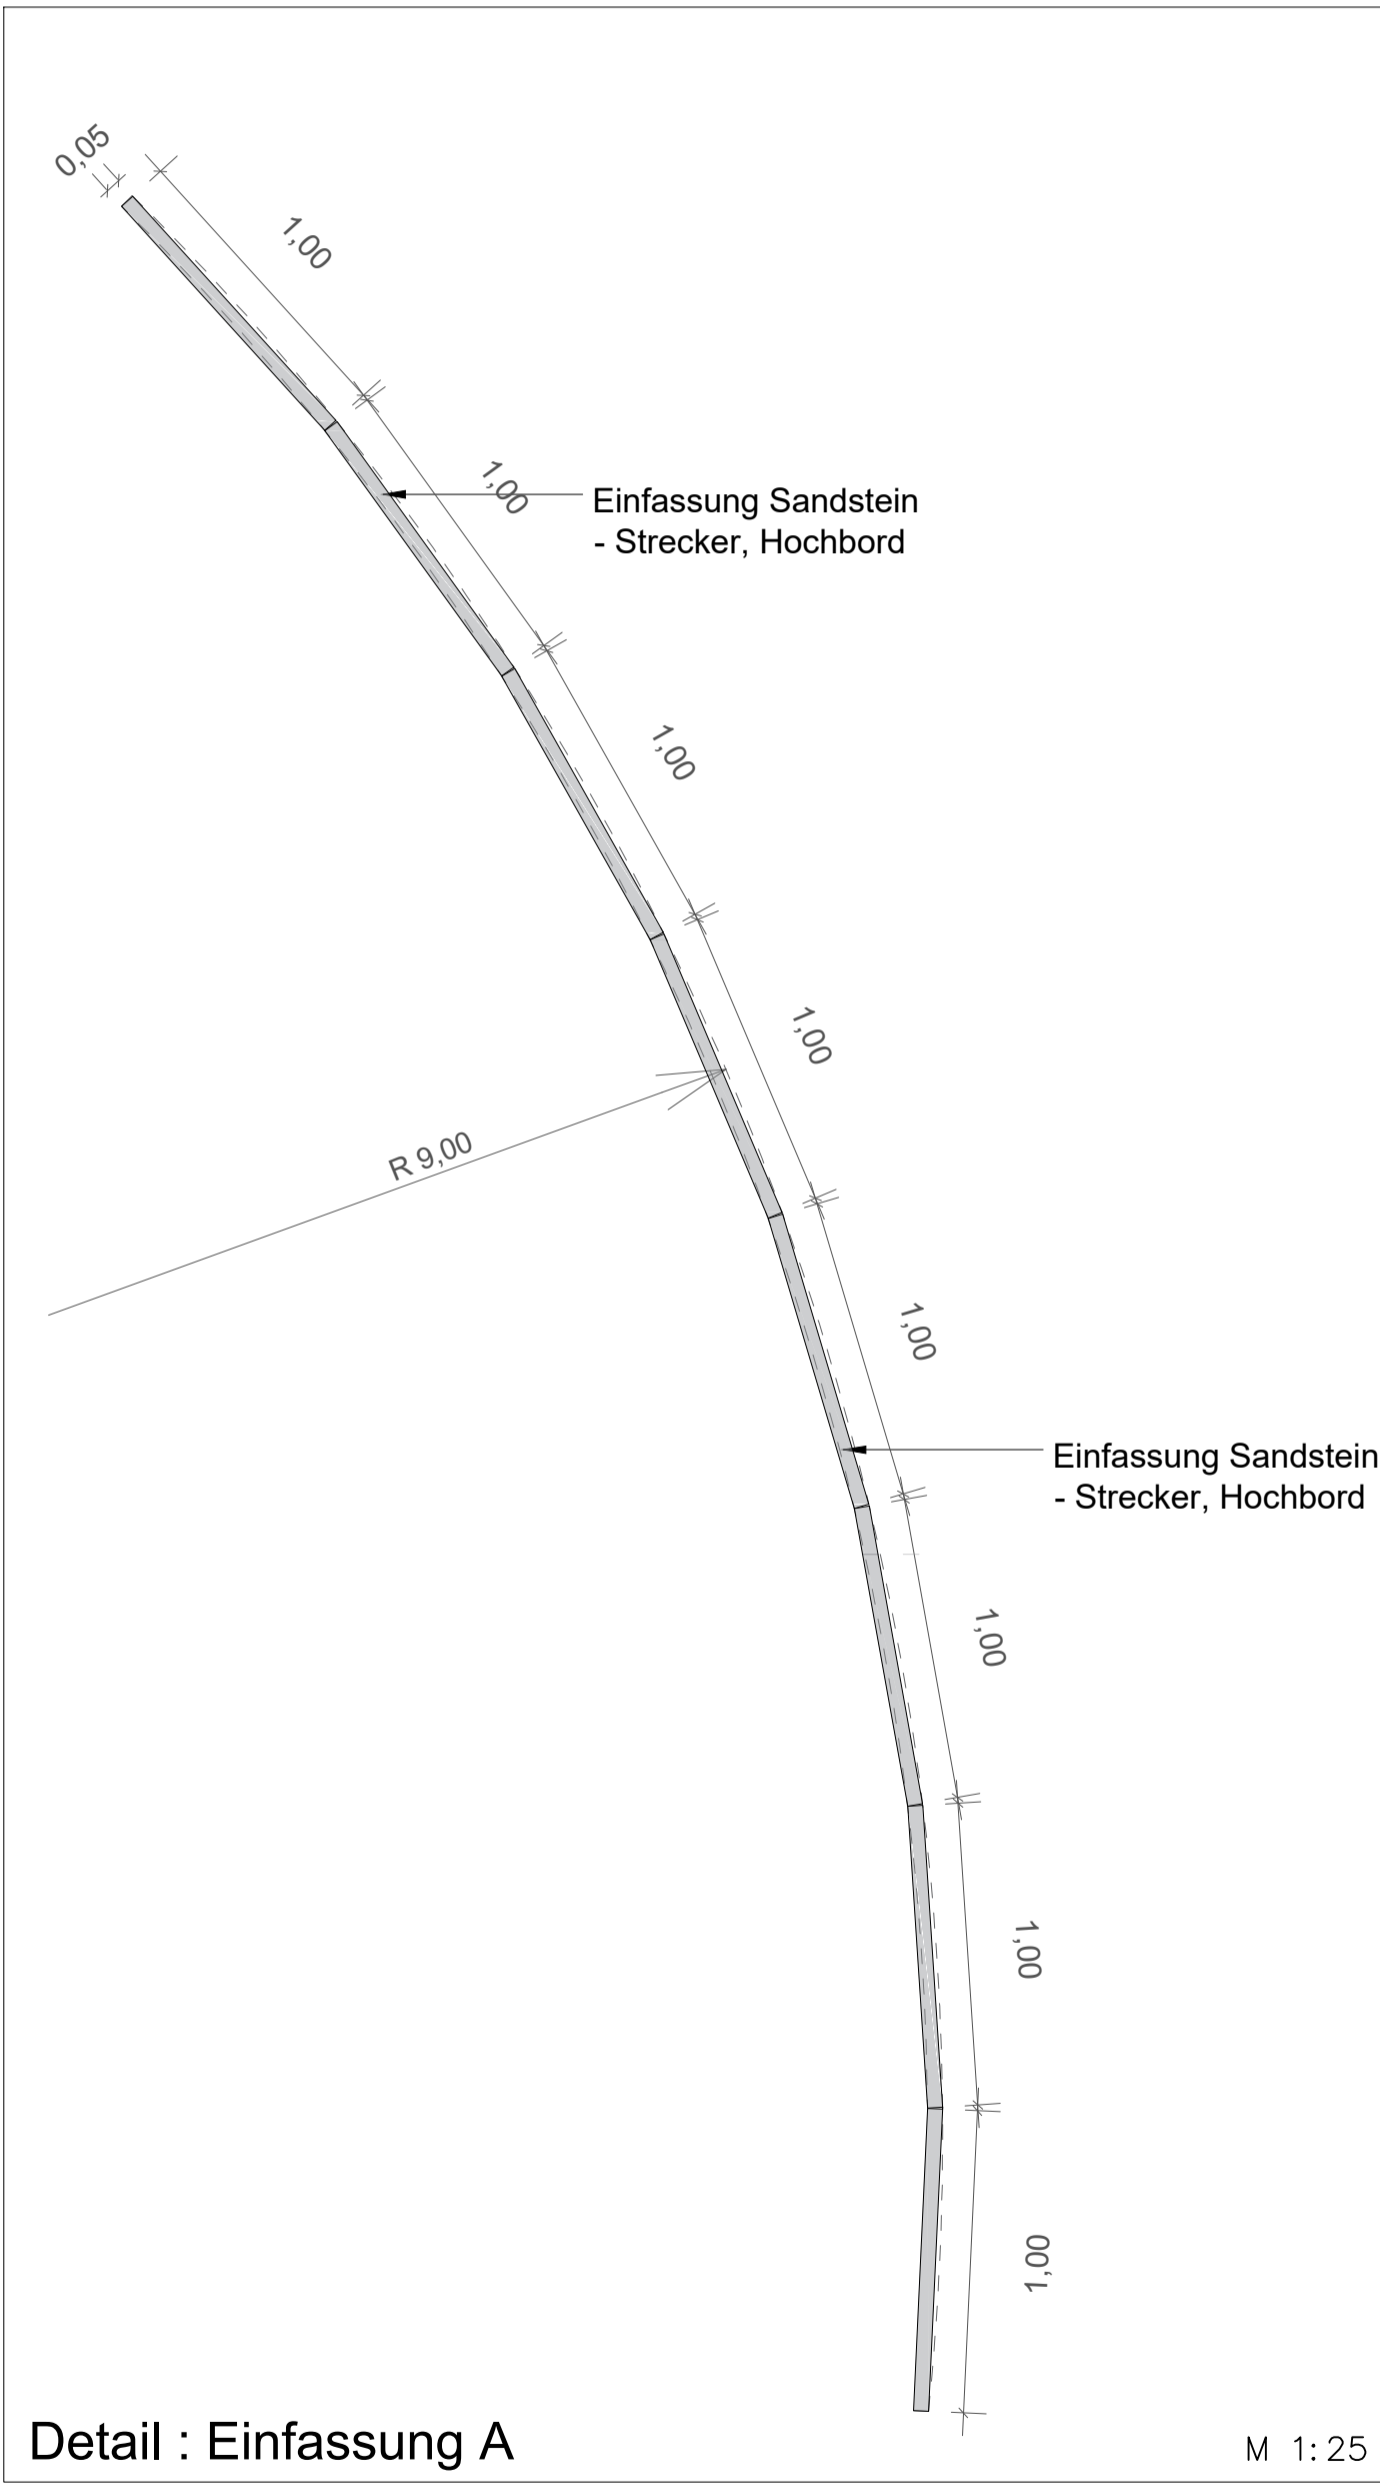 0,05
1,00
1,00
Einfassung Sandstein
- Strecker, Hochbord
1,00
1,00
R 9,00
1,00
Einfassung Sandstein
- Strecker, Hochbord
1,00
1,00
1,00
Detail : Einfassung A
M 1:25